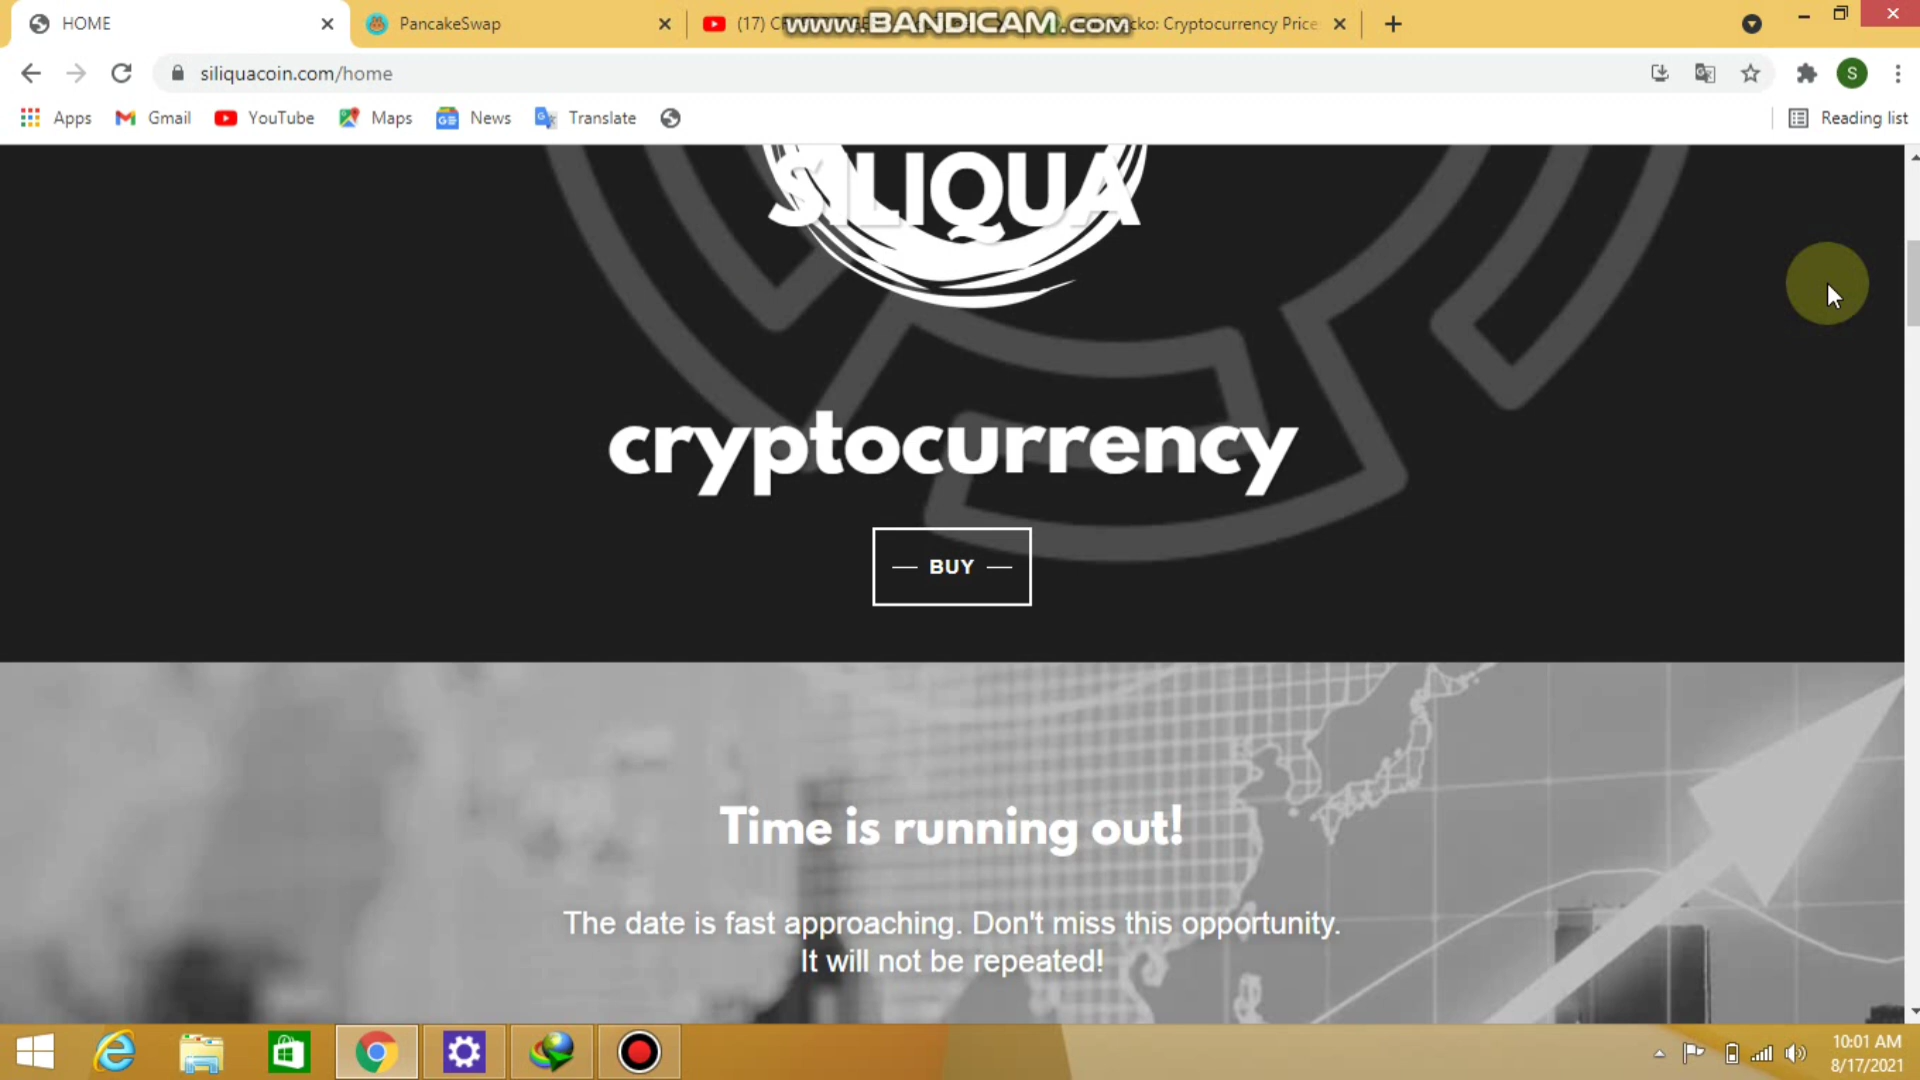 HOME
PancakeSwap
(17) C
www.BANDICAM.com
cko: Cryptocurrency Price
siliquacoin.com/home
S
Apps
Gmail
YouTube
Maps
News
Translate
Reading list
SILIQUA
cryptocurrency
BUY
Time is running out!
The date is fast approaching. Don't miss this opportunity.
It will not be repeated!
10:01 AM
8/17/2021